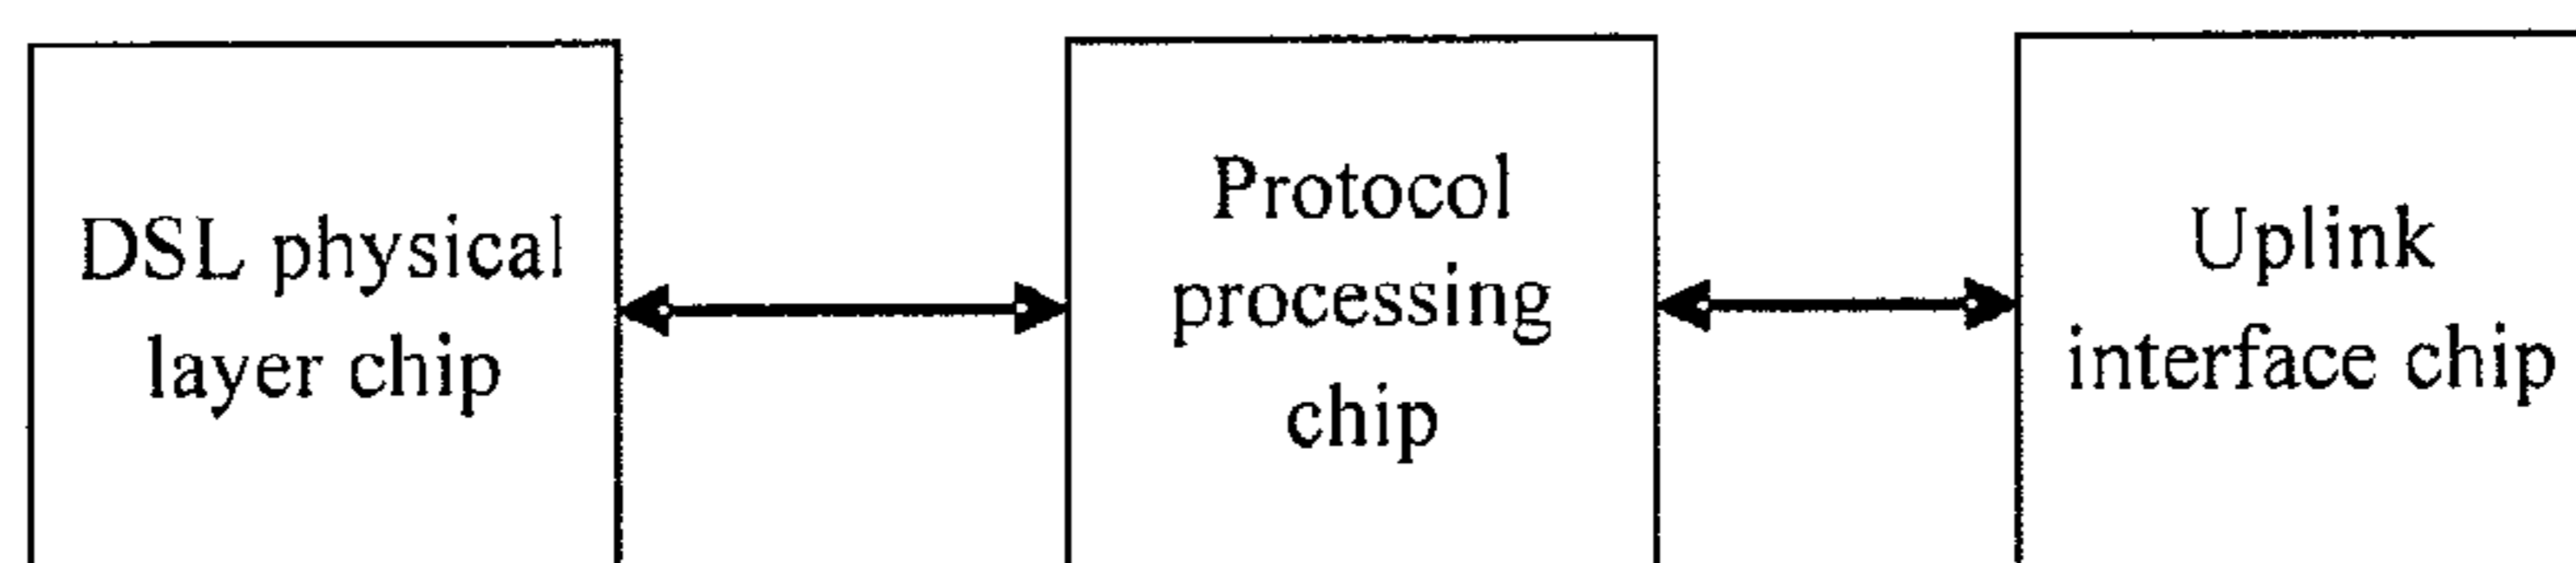 DSL physical
layer chip
Protocol
processing
chip
Uplink
interface chip